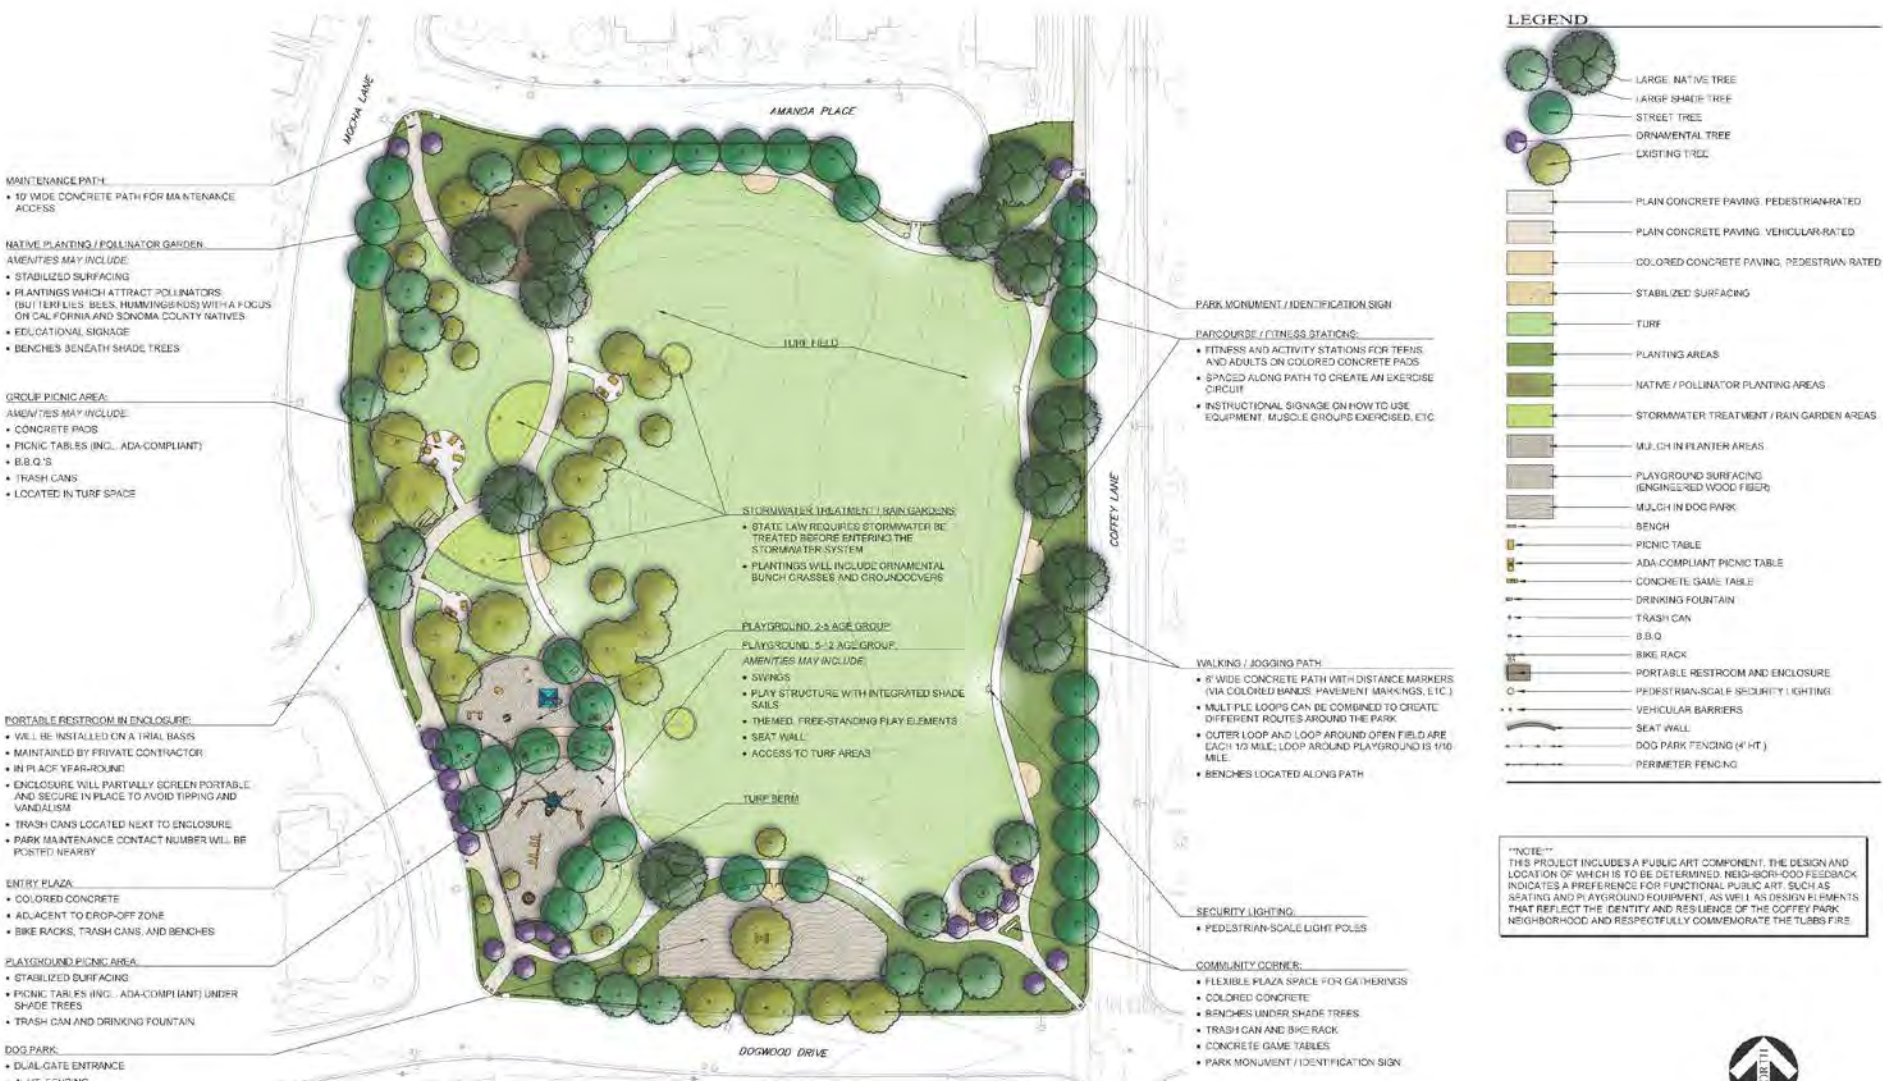 MAINTENANCE PATH:
• 10' WIDE CONCRETE PATH FOR MAINTENANCE
ACCESS
NATIVE PLANTING / POLLINATOR GARDEN:
AMENITIES MAY INCLUDE:
• STABILIZED SURFACING
• PLANTINGS WHICH ATTRACT POLLINATORS
(BUTTERFLIES, BEES, HUMMINGBIRDS) WITH A FOCUS
ON CALIFORNIA AND SONOMA COUNTY NATIVES
• EDUCATIONAL SIGNAGE
• BENCHES BENEATH SHADE TREES
GROUP PICNIC AREA:
AMENITIES MAY INCLUDE:
• CONCRETE PADS
• PICNIC TABLES (INCL. ADA-COMPLIANT)
• B.B.Q.'S
• TRASH CANS
• LOCATED IN TURF SPACE
PORTABLE RESTROOM IN ENCLOSURE:
• WILL BE INSTALLED ON A TRIAL BASIS
• MAINTAINED BY PRIVATE CONTRACTOR
• IN PLACE YEAR-ROUND
• ENCLOSURE WILL PARTIALLY SCREEN PORTABLE
AND SECURE IN PLACE TO AVOID TIPPING AND
VANDALISM
• TRASH CANS LOCATED NEXT TO ENCLOSURE
• PARK MAINTENANCE CONTACT NUMBER WILL BE
POSTED NEARBY
ENTRY PLAZA:
• COLORED CONCRETE
• ADJACENT TO DROP-OFF ZONE
• BIKE RACKS, TRASH CANS, AND BENCHES
PLAYGROUND PICNIC AREA:
• STABILIZED SURFACING
• PICNIC TABLES (INCL. ADA-COMPLIANT) UNDER
SHADE TREES
• TRASH CAN AND DRINKING FOUNTAIN
DOG PARK:
• DUAL-GATE ENTRANCE
MOCHA LANE
AMANDA PLACE
TURF FIELD
STORMWATER TREATMENT / RAIN GARDENS:
• STATE LAW REQUIRES STORMWATER BE
TREATED BEFORE ENTERING THE
STORMWATER SYSTEM
• PLANTINGS WILL INCLUDE ORNAMENTAL
BUNCH GRASSES AND GROUNDCOVERS
PLAYGROUND, 2-5 AGE GROUP
PLAYGROUND, 5-12 AGE GROUP:
AMENITIES MAY INCLUDE:
• SWINGS
• PLAY STRUCTURE WITH INTEGRATED SHADE
SAILS
• THEMED, FREE-STANDING PLAY ELEMENTS
• SEAT WALL
• ACCESS TO TURF AREAS
TURF BERM
COFFEY LANE
DOGWOOD DRIVE
PARK MONUMENT / IDENTIFICATION SIGN
PARCOURSE / FITNESS STATIONS:
• FITNESS AND ACTIVITY STATIONS FOR TEENS
AND ADULTS ON COLORED CONCRETE PADS
• SPACED ALONG PATH TO CREATE AN EXERCISE
CIRCUIT
• INSTRUCTIONAL SIGNAGE ON HOW TO USE
EQUIPMENT, MUSCLE GROUPS EXERCISED, ETC.
WALKING / JOGGING PATH:
• 6' WIDE CONCRETE PATH WITH DISTANCE MARKERS
(VIA COLORED BANDS, PAVEMENT MARKINGS, ETC.)
• MULTIPLE LOOPS CAN BE COMBINED TO CREATE
DIFFERENT ROUTES AROUND THE PARK
• OUTER LOOP AND LOOP AROUND OPEN FIELD ARE
EACH 1/3 MILE; LOOP AROUND PLAYGROUND IS 1/10
MILE.
• BENCHES LOCATED ALONG PATH
SECURITY LIGHTING:
• PEDESTRIAN-SCALE LIGHT POLES
COMMUNITY CORNER:
• FLEXIBLE PLAZA SPACE FOR GATHERINGS
• COLORED CONCRETE
• BENCHES UNDER SHADE TREES
• TRASH CAN AND BIKE RACK
• CONCRETE GAME TABLES
• PARK MONUMENT / IDENTIFICATION SIGN
LEGEND
LARGE NATIVE TREE
LARGE SHADE TREE
STREET TREE
ORNAMENTAL TREE
EXISTING TREE
PLAIN CONCRETE PAVING, PEDESTRIAN-RATED
PLAIN CONCRETE PAVING, VEHICULAR-RATED
COLORED CONCRETE PAVING, PEDESTRIAN RATED
STABILIZED SURFACING
TURF
PLANTING AREAS
NATIVE / POLLINATOR PLANTING AREAS
STORMWATER TREATMENT / RAIN GARDEN AREAS
MULCH IN PLANTER AREAS
PLAYGROUND SURFACING
(ENGINEERED WOOD FIBER)
MULCH IN DOG PARK
BENCH
PICNIC TABLE
ADA-COMPLIANT PICNIC TABLE
CONCRETE GAME TABLE
DRINKING FOUNTAIN
TRASH CAN
B.B.Q.
BIKE RACK
PORTABLE RESTROOM AND ENCLOSURE
PEDESTRIAN-SCALE SECURITY LIGHTING
VEHICULAR BARRIERS
SEAT WALL
DOG PARK FENCING (4' HT.)
PERIMETER FENCING
**NOTE:**
THIS PROJECT INCLUDES A PUBLIC ART COMPONENT, THE DESIGN AND
LOCATION OF WHICH IS TO BE DETERMINED. NEIGHBORHOOD FEEDBACK
INDICATES A PREFERENCE FOR FUNCTIONAL PUBLIC ART, SUCH AS
SEATING AND PLAYGROUND EQUIPMENT, AS WELL AS DESIGN ELEMENTS
THAT REFLECT THE IDENTITY AND RESILIENCE OF THE COFFEY PARK
NEIGHBORHOOD AND RESPECTFULLY COMMEMORATE THE TUBBS FIRE.